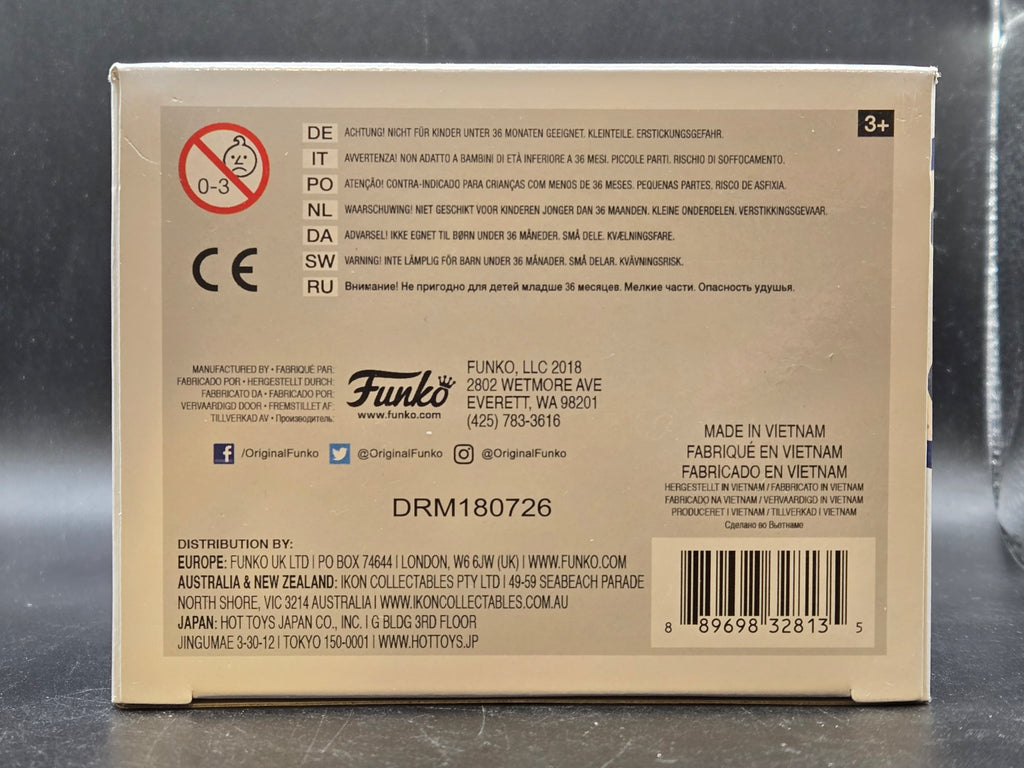 0-3
3+
DE ACHTUNG! NICHT FÜR KINDER UNTER 36 MONATEN GEEIGNET. KLEINTEILE. ERSTICKUNGSGEFAHR.
IT AVVERTENZA! NON ADATTO A BAMBINI DI ETÀ INFERIORE A 36 MESI. PICCOLE PARTI. RISCHIO DI SOFFOCAMENTO.
PO ATENÇÃO! CONTRA-INDICADO PARA CRIANÇAS COM MENOS DE 36 MESES. PEQUENAS PARTES. RISCO DE ASFIXIA.
NL WAARSCHUWING! NIET GESCHIKT VOOR KINDEREN JONGER DAN 36 MAANDEN. KLEINE ONDERDELEN. VERSTIKKINGSGEVAAR.
DA ADVARSEL! IKKE EGNET TIL BØRN UNDER 36 MÅNEDER. SMÅ DELE. KVÆLNINGSFARE.
SW VARNING! INTE LÄMPLIG FÖR BARN UNDER 36 MÅNADER. SMÅ DELAR. KVÄVNINGSRISK.
RU Внимание! Не пригодно для детей младше 36 месяцев. Мелкие части. Опасность удушья.
CE
MANUFACTURED BY • FABRIQUÉ PAR:
FABRICADO POR • HERGESTELLT DURCH:
FABBRICATO DA • FABRICADO POR:
VERVAARDIGD DOOR • FREMSTILLET AF:
TILLVERKAD AV • Производитель:
Funko
www.funko.com
FUNKO, LLC 2018
2802 WETMORE AVE
EVERETT, WA 98201
(425) 783-3616
/OriginalFunko @OriginalFunko @OriginalFunko
DRM180726
MADE IN VIETNAM
FABRIQUÉ EN VIETNAM
FABRICADO EN VIETNAM
HERGESTELLT IN VIETNAM / FABBRICATO IN VIETNAM
FABRICADO NA VIETNAM / VERVAARDIGD IN VIETNAM
PRODUCERET I VIETNAM / TILLVERKAD I VIETNAM
Сделано во Вьетнаме
DISTRIBUTION BY:
EUROPE: FUNKO UK LTD | PO BOX 74644 | LONDON, W6 6JW (UK) | WWW.FUNKO.COM
AUSTRALIA & NEW ZEALAND: IKON COLLECTABLES PTY LTD | 49-59 SEABEACH PARADE
NORTH SHORE, VIC 3214 AUSTRALIA | WWW.IKONCOLLECTABLES.COM.AU
JAPAN: HOT TOYS JAPAN CO., INC. | G BLDG 3RD FLOOR
JINGUMAE 3-30-12 | TOKYO 150-0001 | WWW.HOTTOYS.JP
8 89698 32813 5